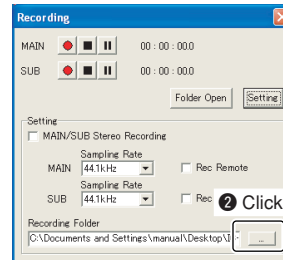 Recording
MAIN 00 : 00 : 00.0
SUB 00 : 00 : 00.0
Folder Open Setting
Setting
MAIN/SUB Stereo Recording
Sampling Rate
MAIN 44.1kHz Rec Remote
Sampling Rate
SUB 44.1kHz Rec
❷ Click
Recording Folder
C:\Documents and Settings\manual\Desktop\ ...